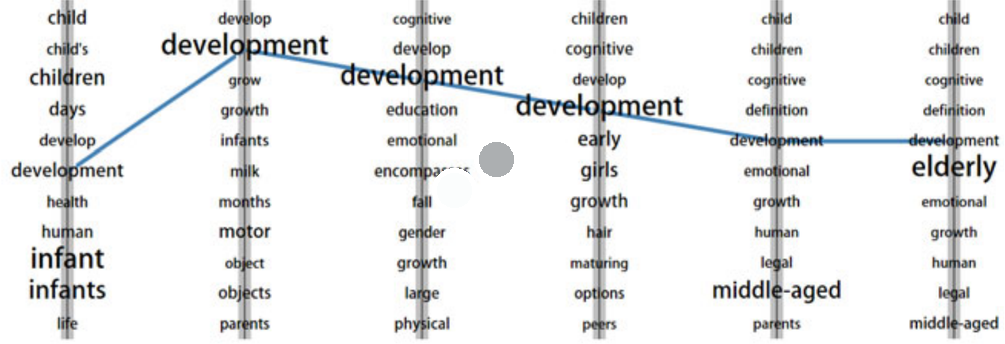 child
child's
children
days
develop
development
health
human
infant
infants
life
develop
development
grow
growth
infants
milk
months
motor
object
objects
parents
cognitive
develop
development
education
emotional
fall
gender
growth
large
physical
children
cognitive
develop
development
early
girls
growth
hair
maturing
options
peers
child
children
cognitive
definition
development
emotional
growth
human
legal
middle-aged
parents
child
children
cognitive
definition
development
elderly
emotional
growth
human
legal
middle-aged